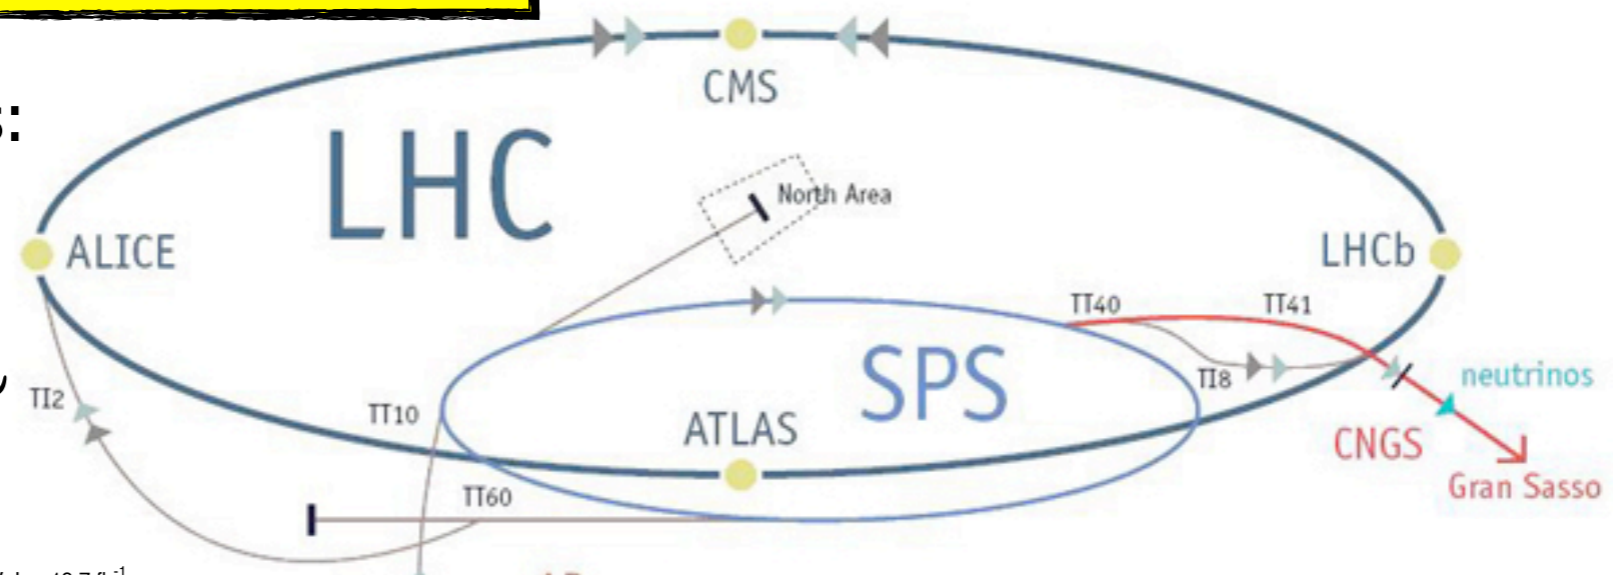 s:
CMS
LHC
North Area
ALICE
LHCb
TT40
TT41
SPS
TI8
neutrinos
TI2
TT10
ATLAS
CNGS
Gran Sasso
TT60